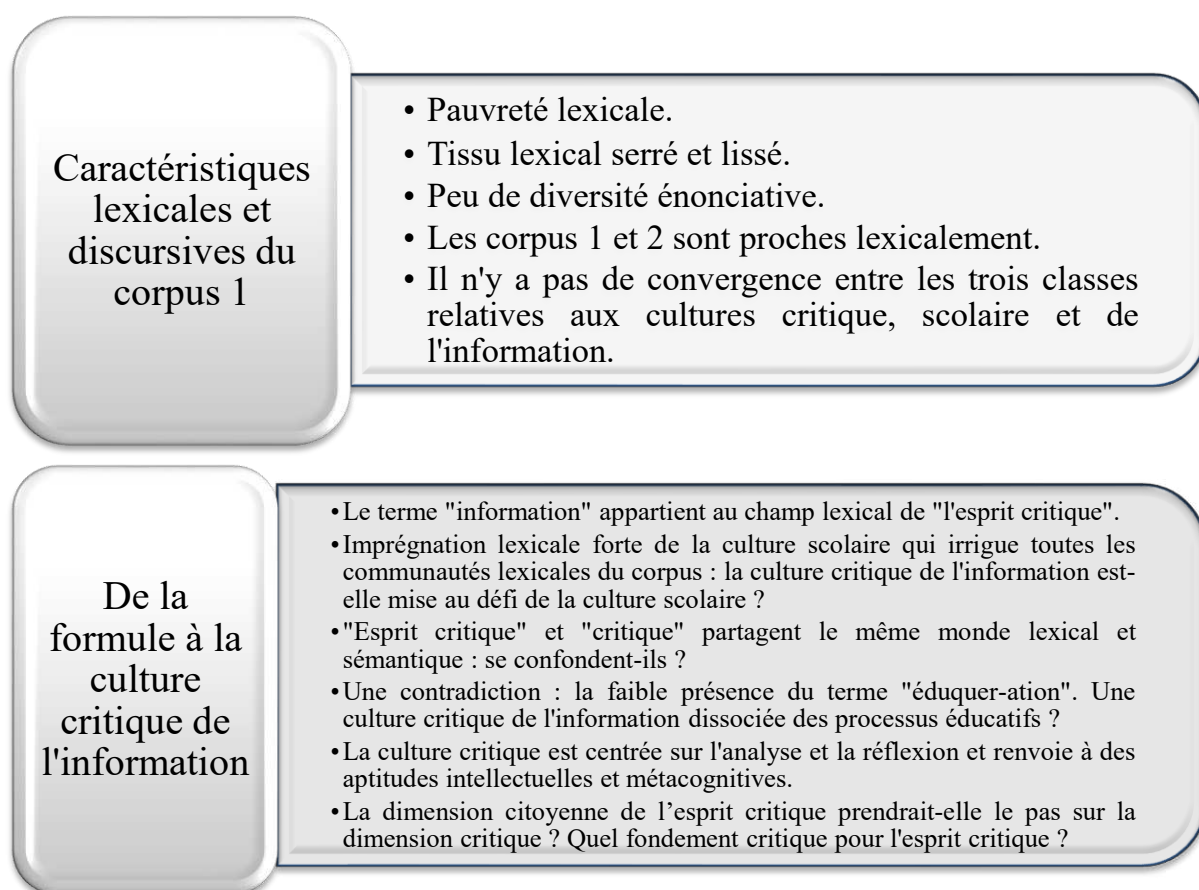 Caractéristiques
lexicales et
discursives du
corpus 1
• Pauvreté lexicale.
• Tissu lexical serré et lissé.
• Peu de diversité énonciative.
• Les corpus 1 et 2 sont proches lexicalement.
• Il n'y a pas de convergence entre les trois classes
relatives aux cultures critique, scolaire et de
l'information.
De la
formule à la
culture
critique de
l'information
•Le terme "information" appartient au champ lexical de "l'esprit critique".
•Imprégnation lexicale forte de la culture scolaire qui irrigue toutes les
communautés lexicales du corpus : la culture critique de l'information est-
elle mise au défi de la culture scolaire ?
•"Esprit critique" et "critique" partagent le même monde lexical et
sémantique : se confondent-ils ?
•Une contradiction : la faible présence du terme "éduquer-ation". Une
culture critique de l'information dissociée des processus éducatifs ?
•La culture critique est centrée sur l'analyse et la réflexion et renvoie à des
aptitudes intellectuelles et métacognitives.
•La dimension citoyenne de l’esprit critique prendrait-elle le pas sur la
dimension critique ? Quel fondement critique pour l'esprit critique ?